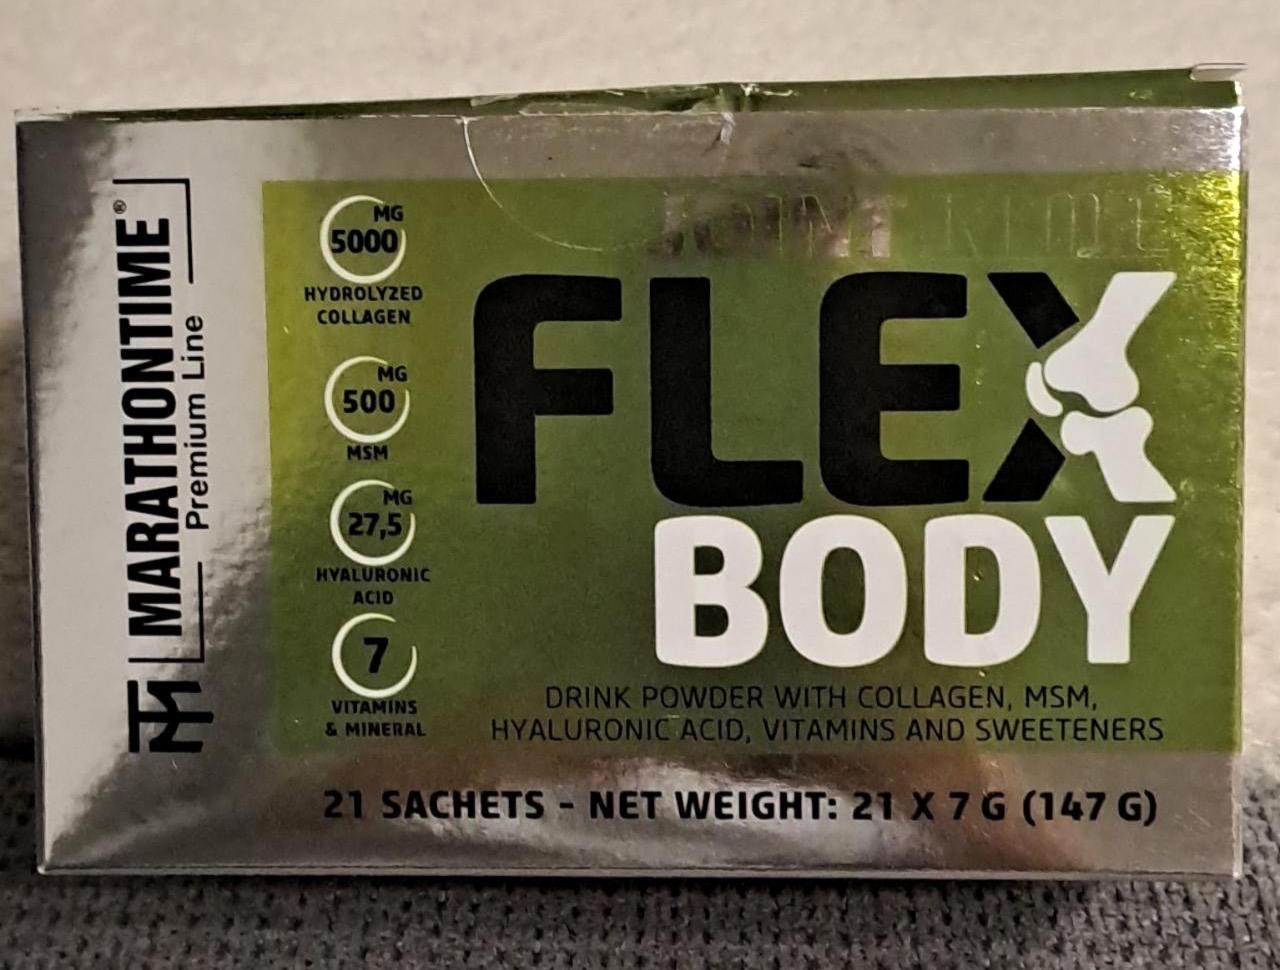 MARATHONTIME®
Premium Line
MG
5000
HYDROLYZED
COLLAGEN
MG
500
MSM
MG
27,5
HYALURONIC
ACID
7
VITAMINS
& MINERAL
JOINT
FLEX
BODY
DRINK POWDER WITH COLLAGEN, MSM,
HYALURONIC ACID, VITAMINS AND SWEETENERS
21 SACHETS - NET WEIGHT: 21 X 7 G (147 G)